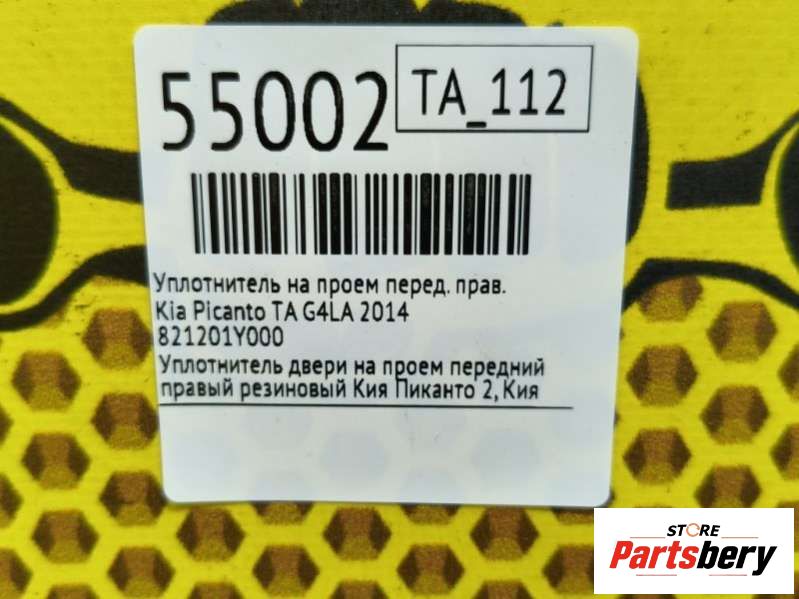 55002
TA_112
Уплотнитель на проем перед. прав.
Kia Picanto TA G4LA 2014
821201Y000
Уплотнитель двери на проем передний
правый резиновый Кия Пиканто 2, Кия
STORE
Partsbery